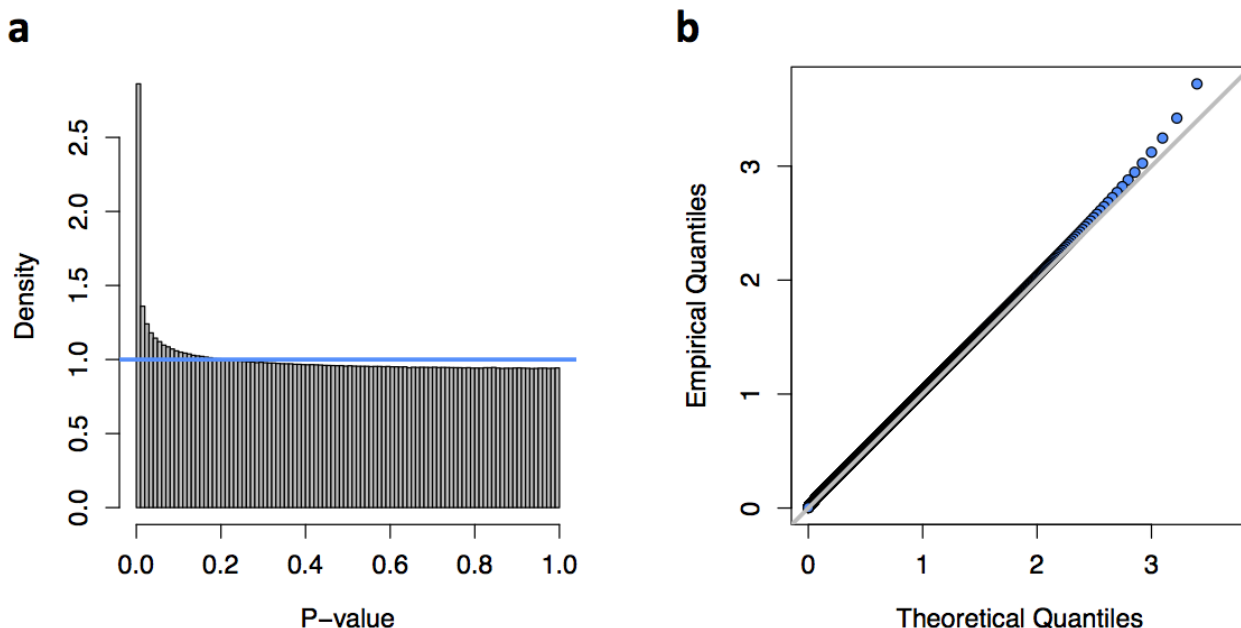 a
Density
0.0 0.5 1.0 1.5 2.0 2.5
0.0 0.2 0.4 0.6 0.8 1.0
P-value
b
Empirical Quantiles
0 1 2 3
0 1 2 3
Theoretical Quantiles